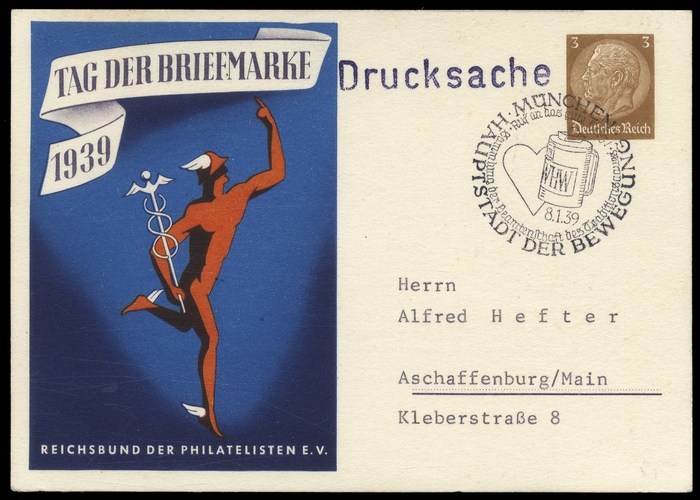 TAG DER BRIEFMARKE
1939
REICHSBUND DER PHILATELISTEN E.V.
Drucksache
3 3
Deutsches Reich
MÜNCHEN
HAUPTSTADT DER BEWEGUNG
WHW
8.1.39
Herrn
Alfred Hefter
Aschaffenburg/Main
Kleberstraße 8